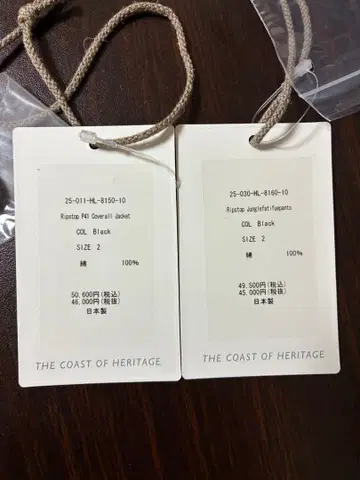 25-011-HL-8150-10
Ripstop P41 Coverall Jacket
COL Black
SIZE 2
綿 100%
50,600円(税込)
46,000円(税抜)
日本製
THE COAST OF HERITAGE
25-030-HL-8160-10
Ripstop Junglefatifuepants
COL Black
SIZE 2
綿 100%
49,500円(税込)
45,000円(税抜)
日本製
THE COAST OF HERITAGE